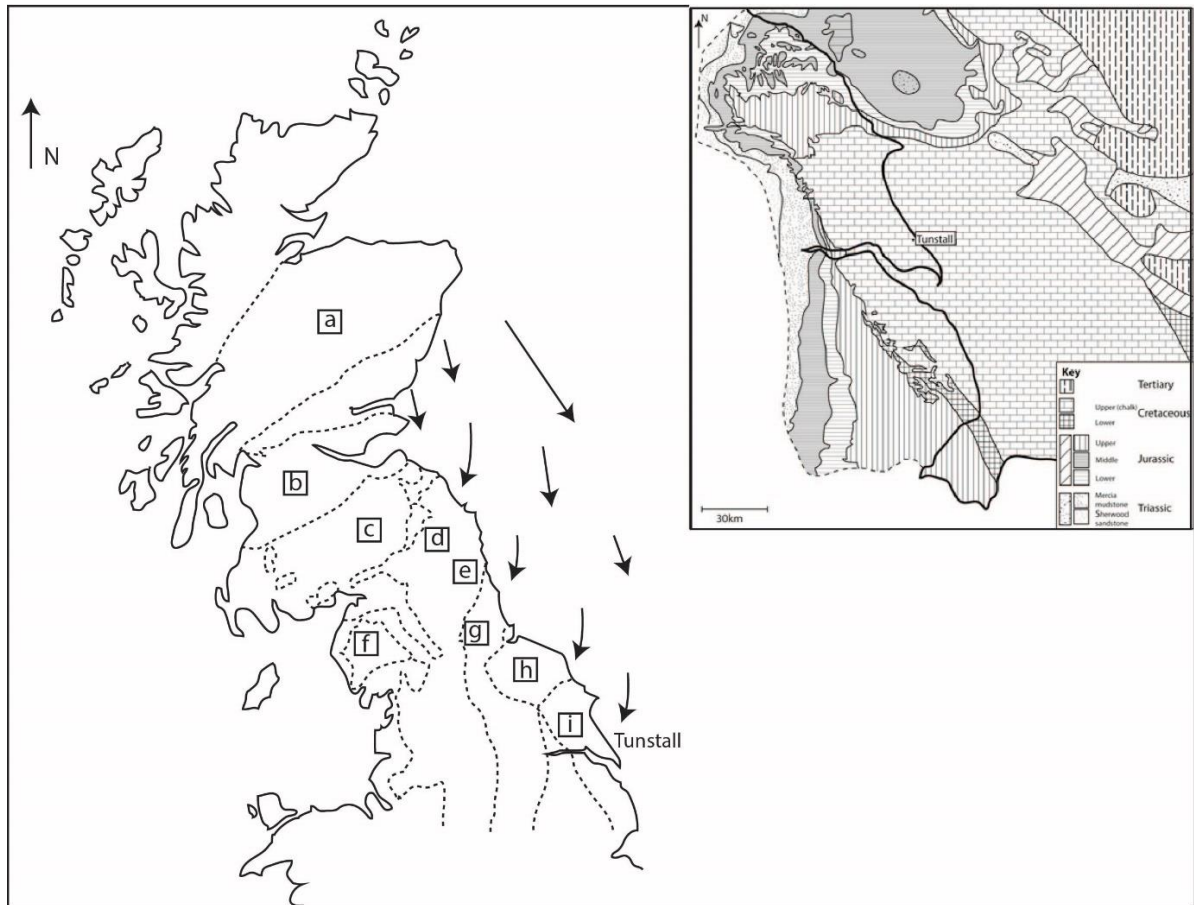 N
a
b
c
d
e
f
g
h
i
Tunstall
N
Tunstall
30km
Key
Tertiary
Upper (chalk)
Cretaceous
Lower
Upper
Middle
Jurassic
Lower
Mercia
mudstone
Triassic
Sherwood
sandstone